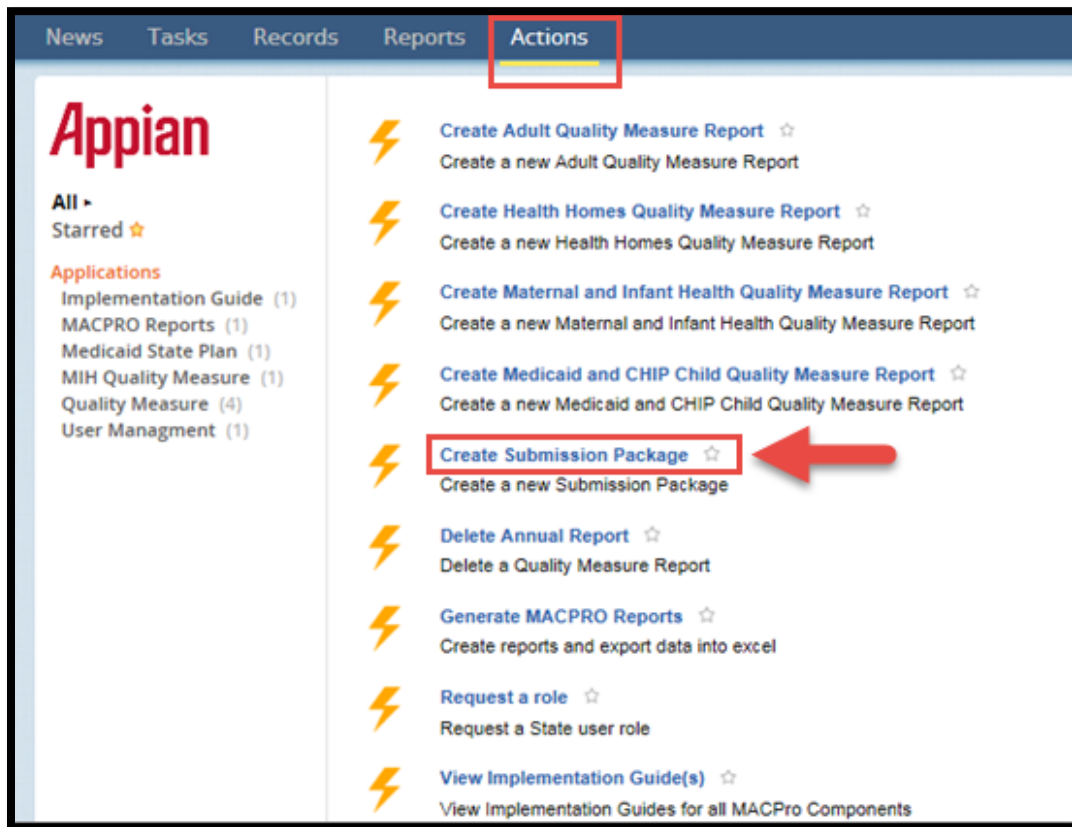 News Tasks Records Reports Actions
Appian
All ▸
Starred
Applications
Implementation Guide (1)
MACPRO Reports (1)
Medicaid State Plan (1)
MIH Quality Measure (1)
Quality Measure (4)
User Managment (1)
Create Adult Quality Measure Report
Create a new Adult Quality Measure Report
Create Health Homes Quality Measure Report
Create a new Health Homes Quality Measure Report
Create Maternal and Infant Health Quality Measure Report
Create a new Maternal and Infant Health Quality Measure Report
Create Medicaid and CHIP Child Quality Measure Report
Create a new Medicaid and CHIP Child Quality Measure Report
Create Submission Package
Create a new Submission Package
Delete Annual Report
Delete a Quality Measure Report
Generate MACPRO Reports
Create reports and export data into excel
Request a role
Request a State user role
View Implementation Guide(s)
View Implementation Guides for all MACPro Components